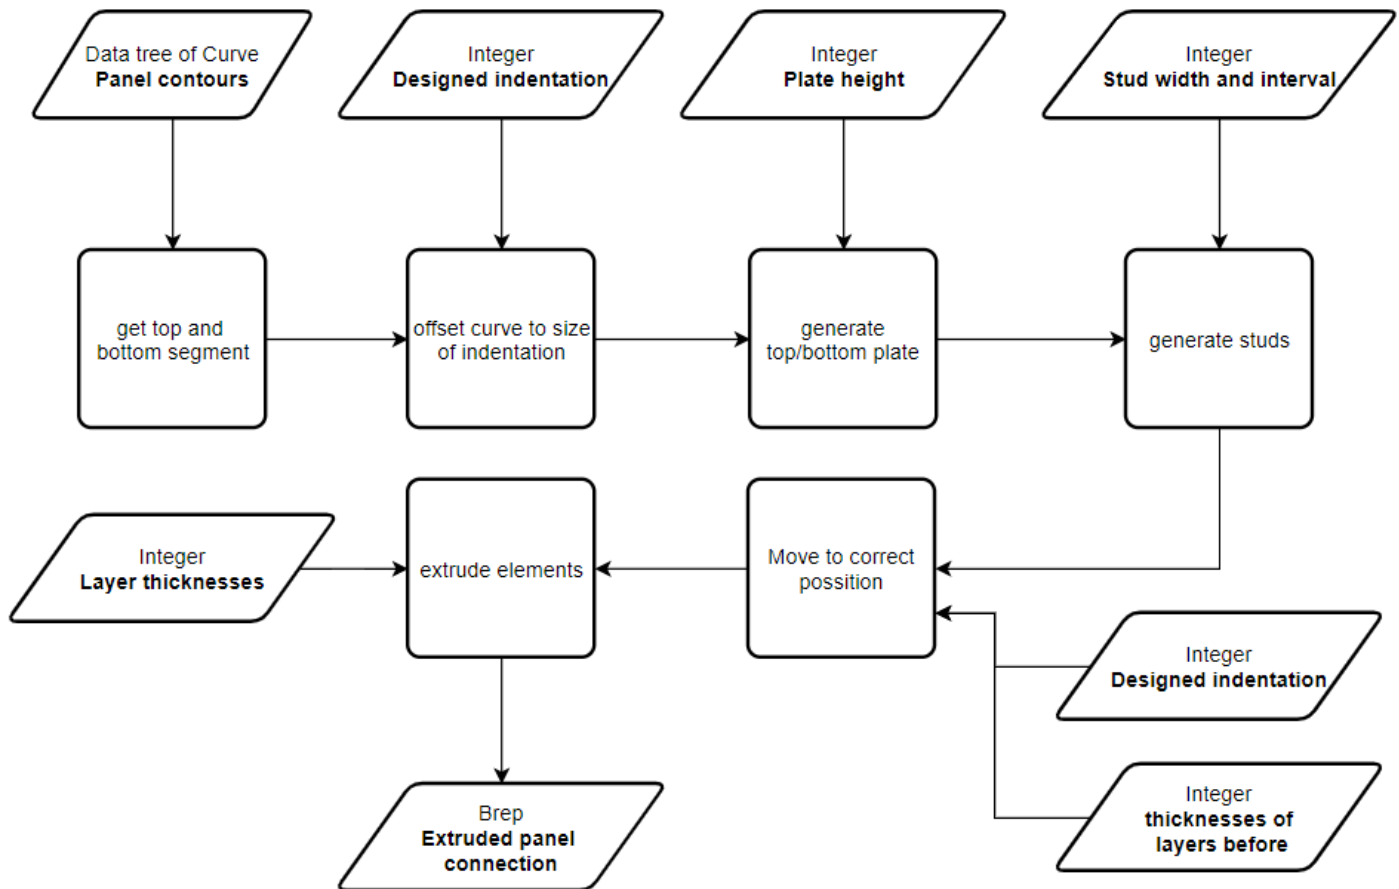 Data tree of Curve
Panel contours
Integer
Designed indentation
Integer
Plate height
Integer
Stud width and interval
get top and
bottom segment
offset curve to size
of indentation
generate
top/bottom plate
generate studs
Integer
Layer thicknesses
extrude elements
Move to correct
possition
Integer
Designed indentation
Integer
thicknesses of
layers before
Brep
Extruded panel
connection